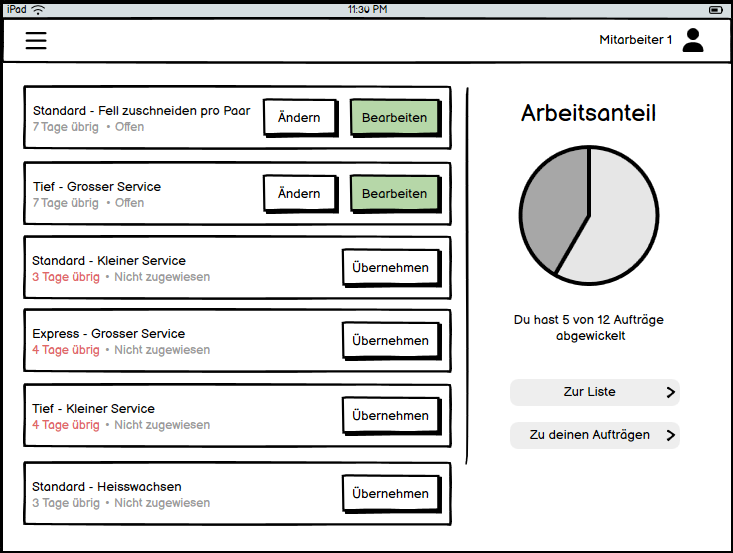 iPad
11:30 PM
Mitarbeiter 1
Standard - Fell zuschneiden pro Paar
7 Tage übrig • Offen
Ändern
Bearbeiten
Tief - Grosser Service
7 Tage übrig • Offen
Ändern
Bearbeiten
Standard - Kleiner Service
3 Tage übrig • Nicht zugewiesen
Übernehmen
Express - Grosser Service
4 Tage übrig • Nicht zugewiesen
Übernehmen
Tief - Kleiner Service
4 Tage übrig • Nicht zugewiesen
Übernehmen
Standard - Heisswachsen
3 Tage übrig • Nicht zugewiesen
Übernehmen
Arbeitsanteil
Du hast 5 von 12 Aufträge
abgewickelt
Zur Liste
Zu deinen Aufträgen